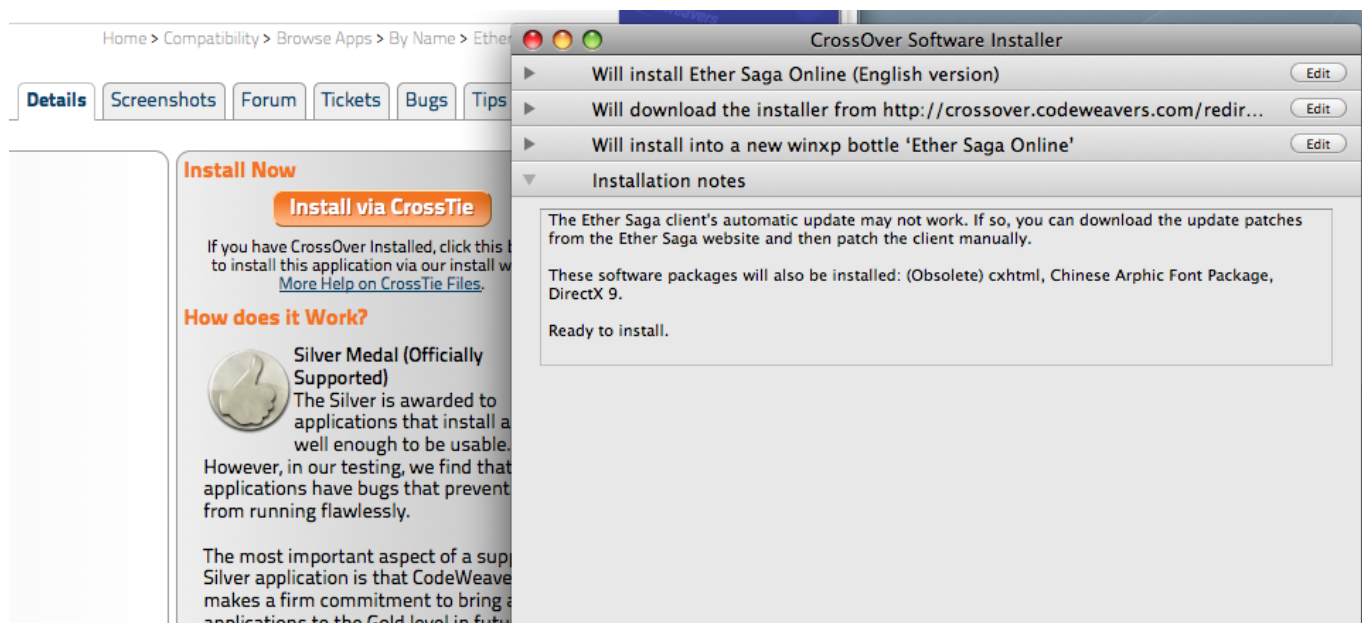 Home > Compatibility > Browse Apps > By Name > Ether
Details
Screenshots
Forum
Tickets
Bugs
Tips
Install Now
Install via CrossTie
If you have CrossOver Installed, click this
to install this application via our install
More Help on CrossTie Files.
How does it Work?
Silver Medal (Officially
Supported)
The Silver is awarded to
applications that install
well enough to be usable.
However, in our testing, we find that
applications have bugs that prevent
from running flawlessly.
The most important aspect of a
Silver application is that
makes a firm commitment to bring
applications to the Gold level in
CrossOver Software Installer
Will install Ether Saga Online (English version)
Edit
Will download the installer from http://crossover.codeweavers.com/redir...
Edit
Will install into a new winxp bottle ‘Ether Saga Online’
Edit
Installation notes
The Ether Saga client's automatic update may not work. If so, you can download the update patches
from the Ether Saga website and then patch the client manually.
These software packages will also be installed: (Obsolete) cxhtml, Chinese Arphic Font Package,
DirectX 9.
Ready to install.